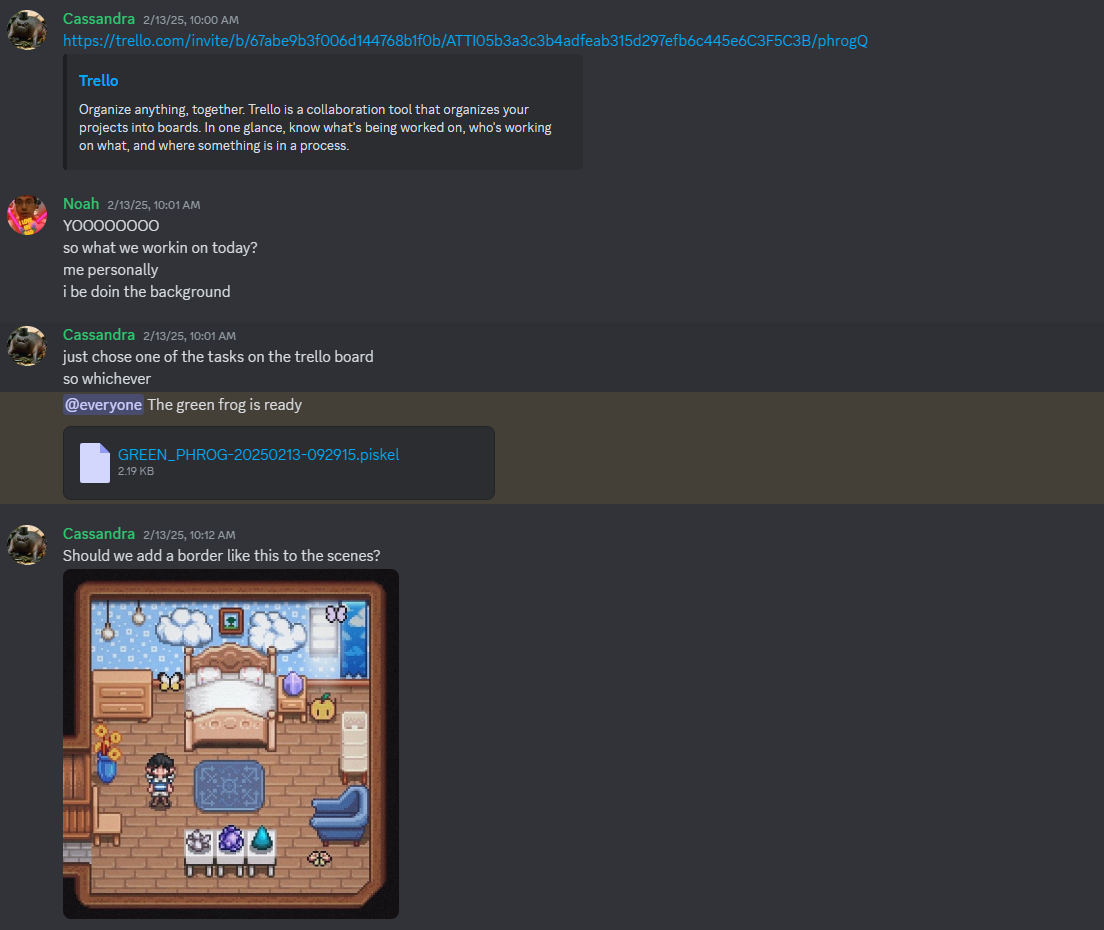 Cassandra 2/13/25, 10:00 AM
https://trello.com/invite/b/67abe9b3f006d144768b1f0b/ATTI05b3a3c3b4adfeab315d297efb6c445e6C3F5C3B/phrogQ
Trello
Organize anything, together. Trello is a collaboration tool that organizes your
projects into boards. In one glance, know what's being worked on, who's working
on what, and where something is in a process.
Noah 2/13/25, 10:01 AM
YOOOOOOOO
so what we workin on today?
me personally
i be doin the background
Cassandra 2/13/25, 10:01 AM
just chose one of the tasks on the trello board
so whichever
@everyone The green frog is ready
GREEN_PHROG-20250213-092915.piskel
2.19 KB
Cassandra 2/13/25, 10:12 AM
Should we add a border like this to the scenes?